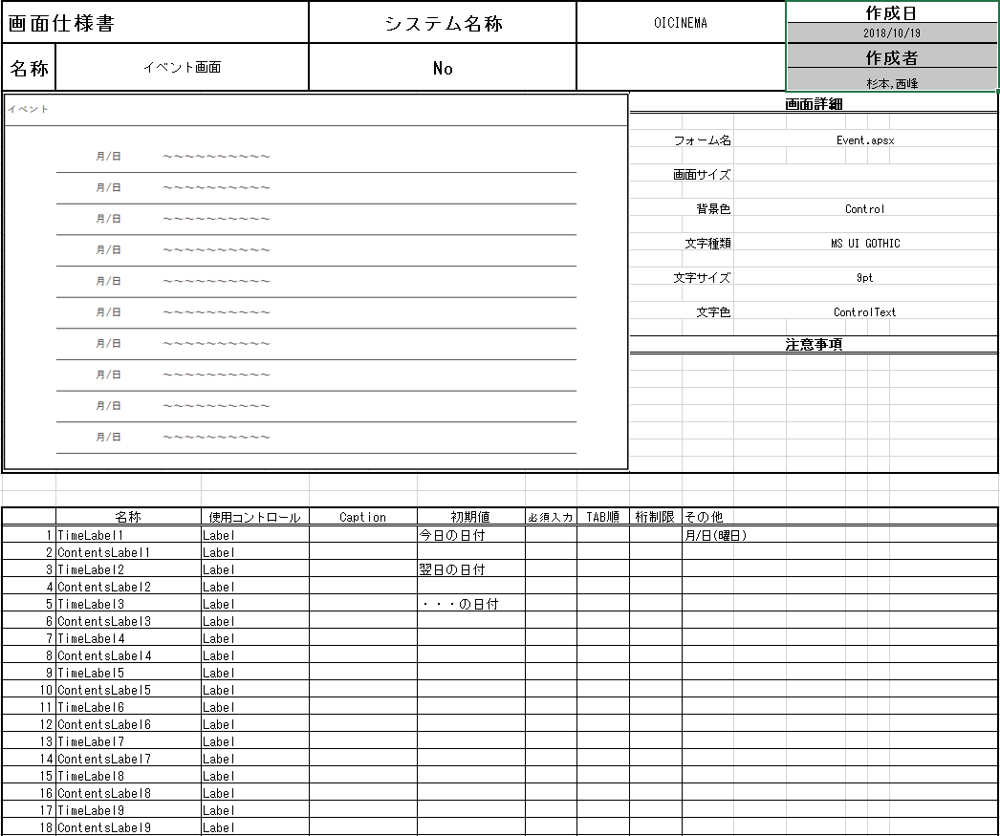 画面仕様書 システム名称 OICINEMA 作成日
2018/10/19
名称 イベント画面 No 作成者
杉本,西峰
イベント
月/日 ～～～～～～～～～～
月/日 ～～～～～～～～～～
月/日 ～～～～～～～～～～
月/日 ～～～～～～～～～～
月/日 ～～～～～～～～～～
月/日 ～～～～～～～～～～
月/日 ～～～～～～～～～～
月/日 ～～～～～～～～～～
月/日 ～～～～～～～～～～
月/日 ～～～～～～～～～～
画面詳細
フォーム名 Event.apsx
画面サイズ
背景色 Control
文字種類 MS UI GOTHIC
文字サイズ 9pt
文字色 ControlText
注意事項
名称 使用コントロール Caption 初期値 必須入力 TAB順 桁制限 その他
1 TimeLabel1 Label 今日の日付 月/日(曜日)
2 ContentsLabel1 Label
3 TimeLabel2 Label 翌日の日付
4 ContentsLabel2 Label
5 TimeLabel3 Label ・・・の日付
6 ContentsLabel3 Label
7 TimeLabel4 Label
8 ContentsLabel4 Label
9 TimeLabel5 Label
10 ContentsLabel5 Label
11 TimeLabel6 Label
12 ContentsLabel6 Label
13 TimeLabel7 Label
14 ContentsLabel7 Label
15 TimeLabel8 Label
16 ContentsLabel8 Label
17 TimeLabel9 Label
18 ContentsLabel9 Label